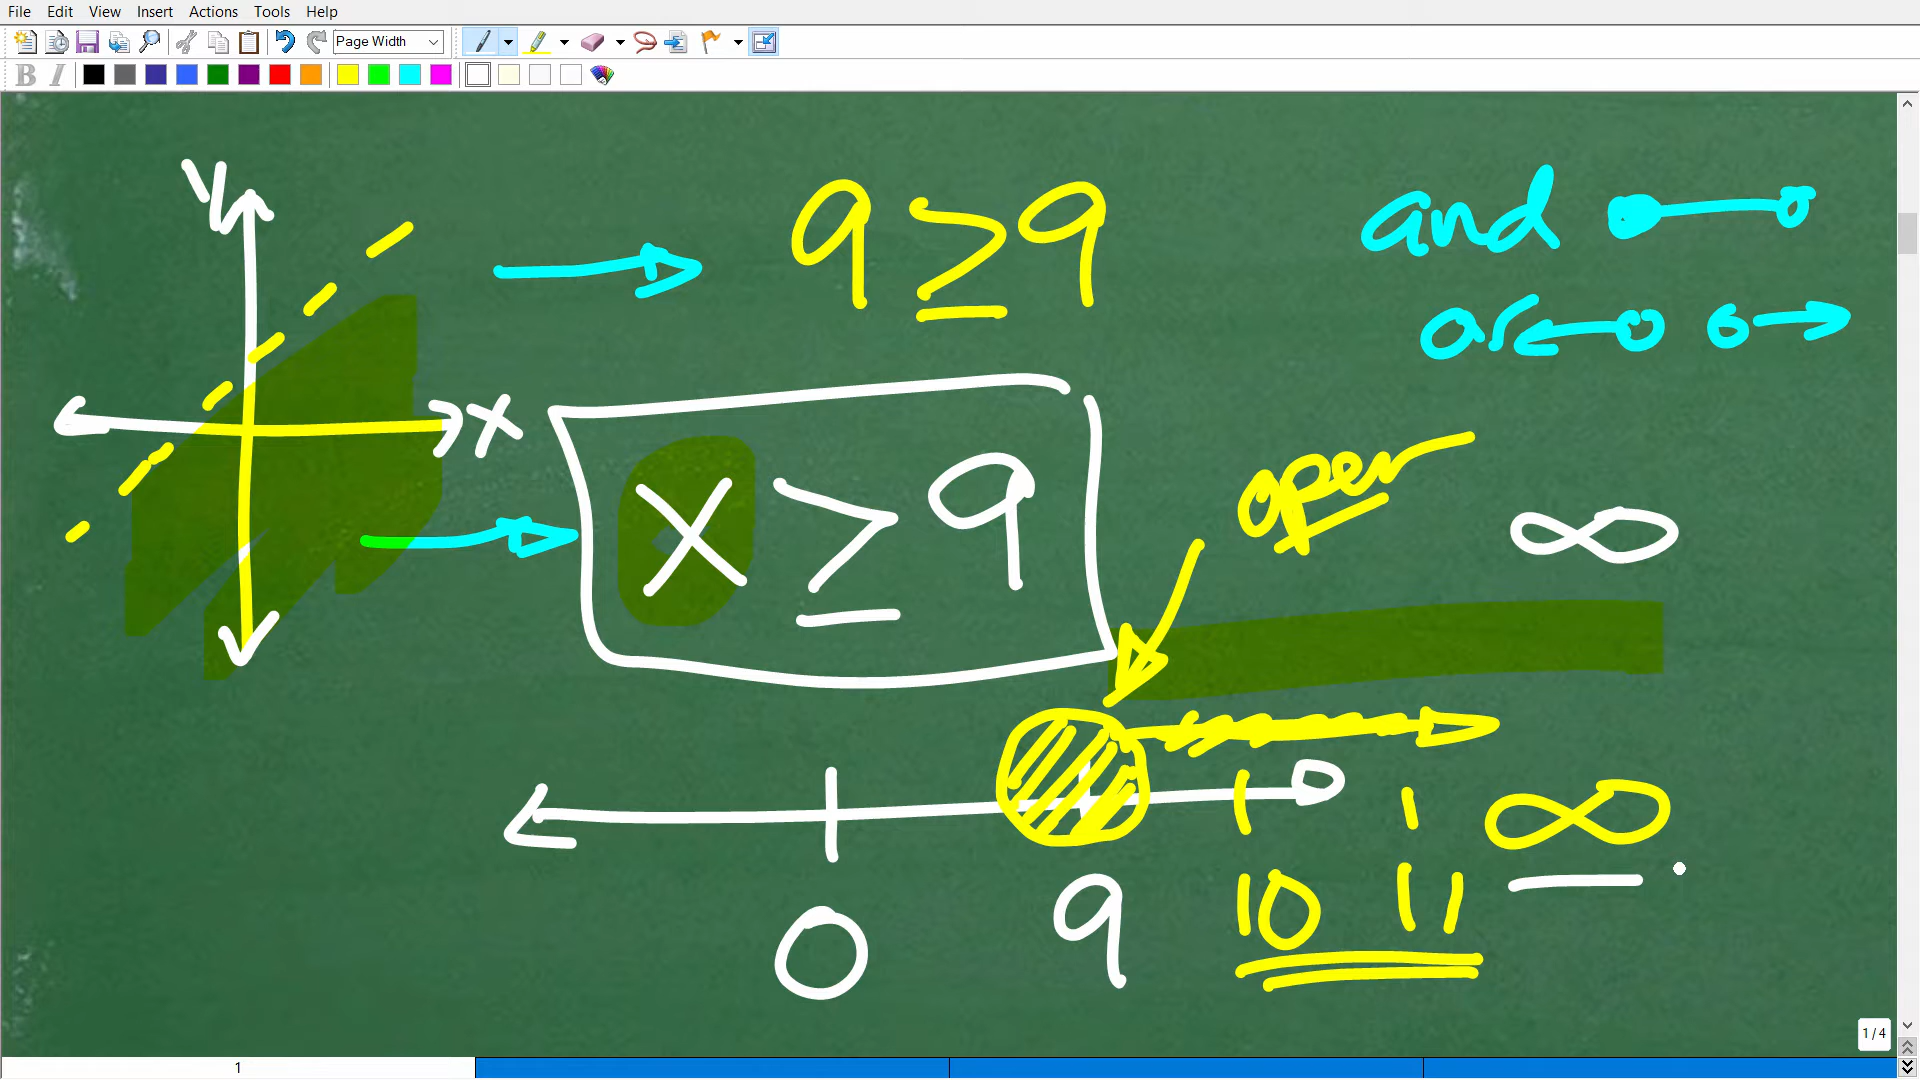 File Edit View Insert Actions Tools Help
Page Width
B I
y
9 ≥ 9
and
or
x
x ≥ 9
open
∞
∞
0 9 10 11
1 / 4
1